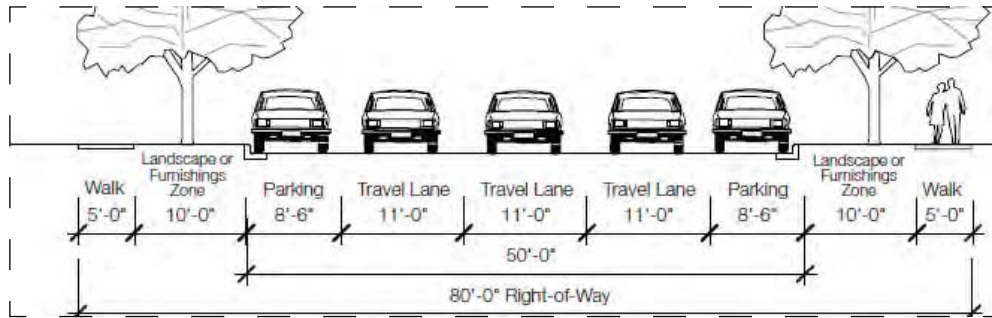 Landscape or
Furnishings
Zone
Landscape or
Furnishings
Zone
Walk Parking Travel Lane Travel Lane Travel Lane Parking Walk
5'-0" 10'-0" 8'-6" 11'-0" 11'-0" 11'-0" 8'-6" 10'-0" 5'-0"
50'-0"
80'-0" Right-of-Way